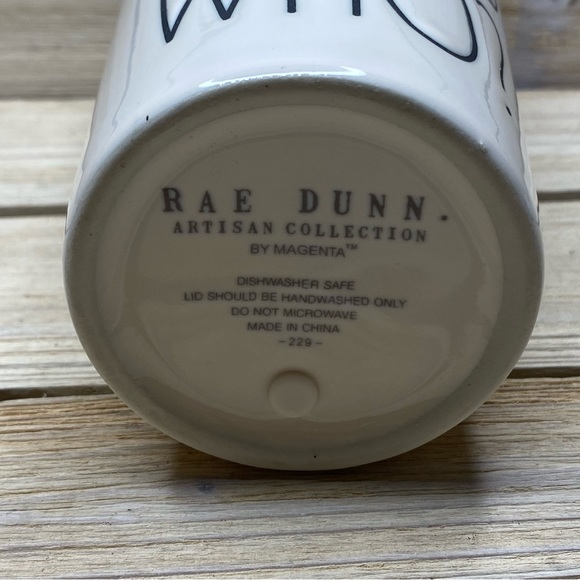 RAE DUNN.
ARTISAN COLLECTION
BY MAGENTA™
DISHWASHER SAFE
LID SHOULD BE HANDWASHED ONLY
DO NOT MICROWAVE
MADE IN CHINA
- 229 -